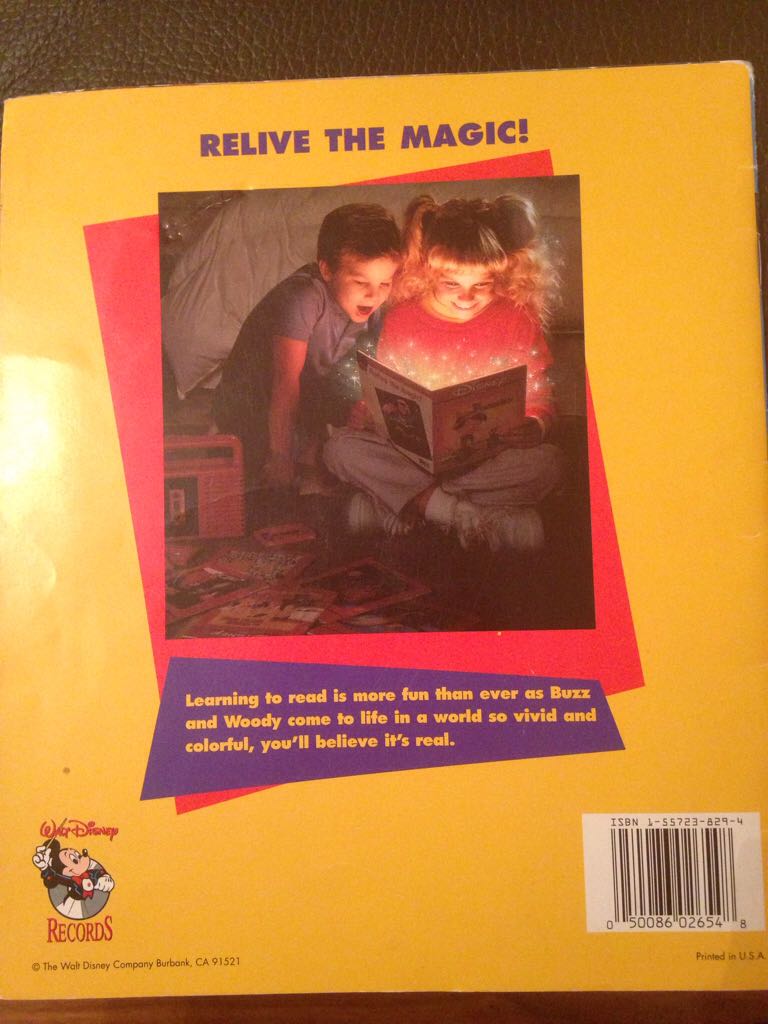 RELIVE THE MAGIC!
Disney
Learning to read is more fun than ever as Buzz
and Woody come to life in a world so vivid and
colorful, you'll believe it's real.
Walt Disney
RECORDS
ISBN 1-55723-829-4
0 50086 02654 8
© The Walt Disney Company Burbank, CA 91521
Printed in U.S.A.